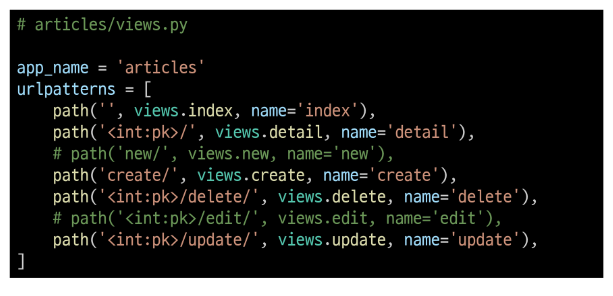 # articles/views.py
app_name = 'articles'
urlpatterns = [
path('', views.index, name='index'),
path('<int:pk>/', views.detail, name='detail'),
# path('new/', views.new, name='new'),
path('create/', views.create, name='create'),
path('<int:pk>/delete/', views.delete, name='delete'),
# path('<int:pk>/edit/', views.edit, name='edit'),
path('<int:pk>/update/', views.update, name='update'),
]